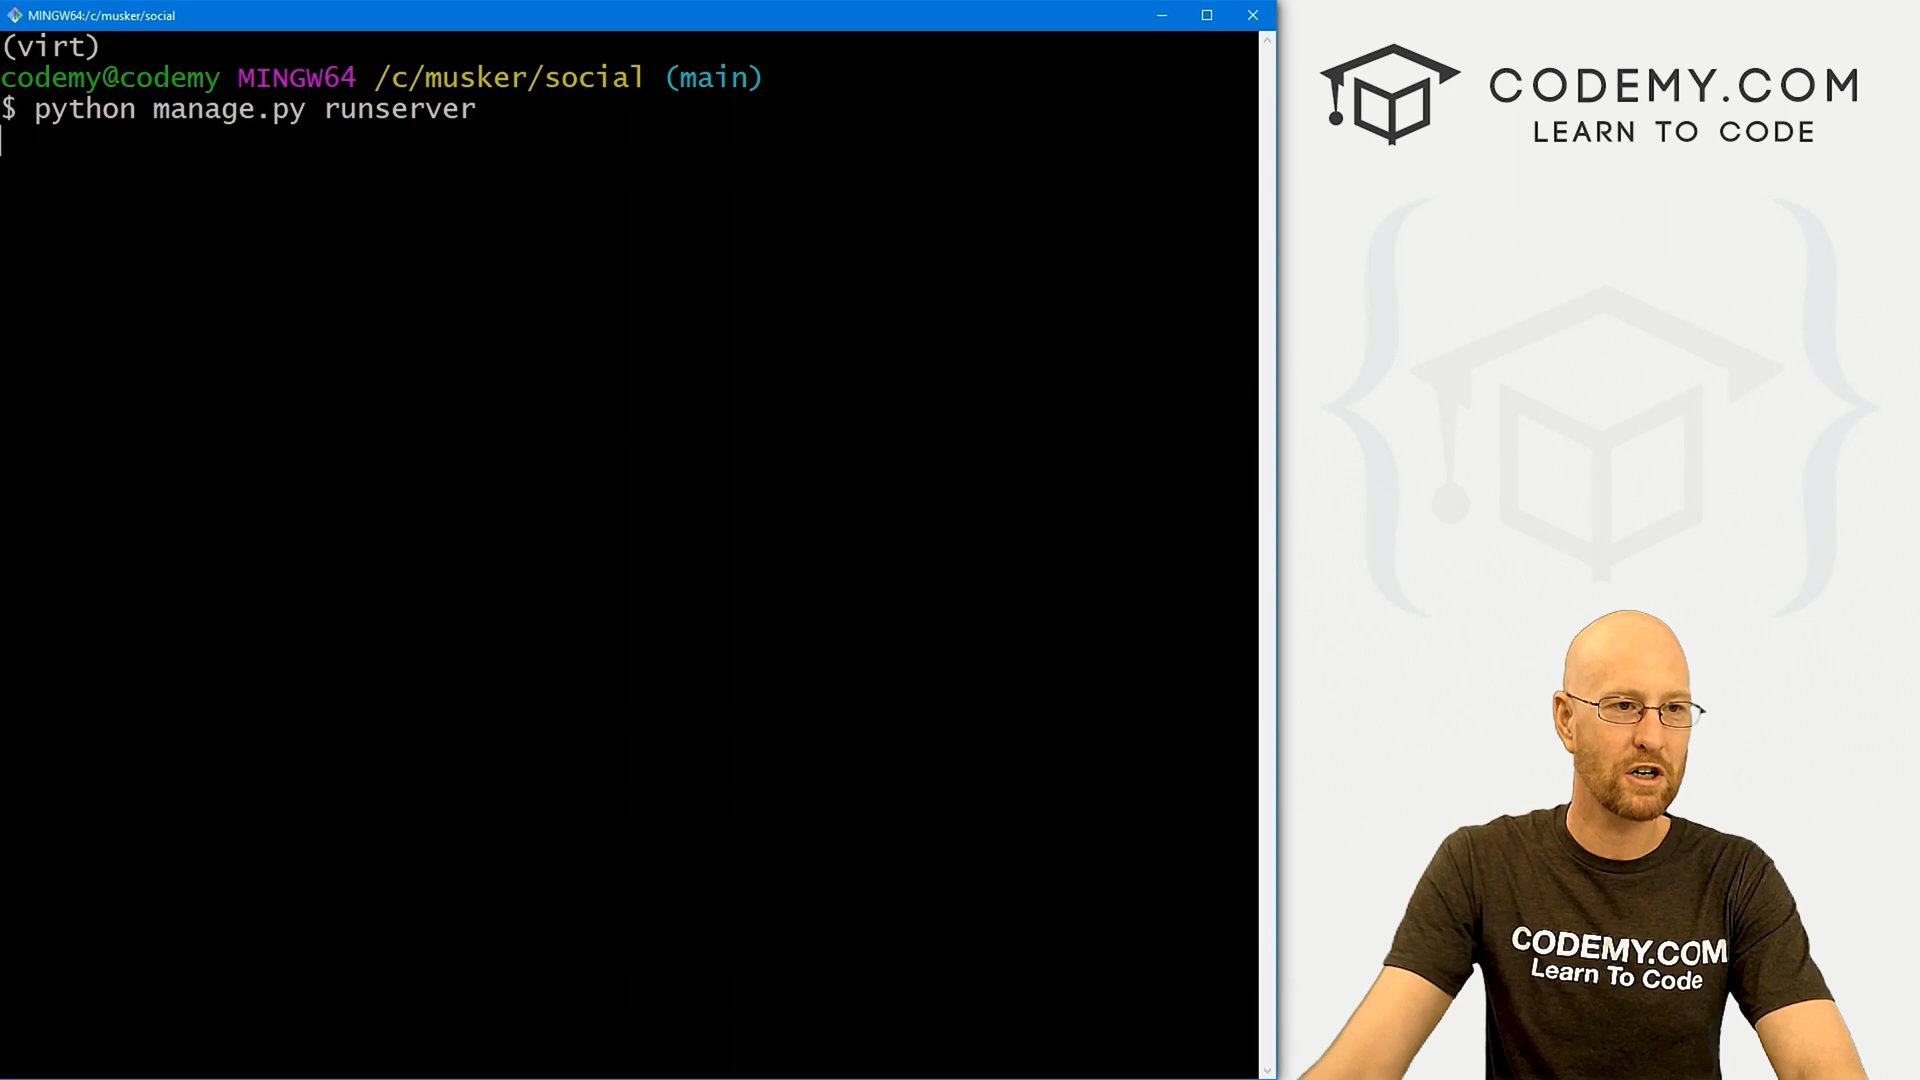 MINGW64:/c/musker/social
(virt)
codemy@codemy MINGW64 /c/musker/social (main)
$ python manage.py runserver
CODEMY.COM
LEARN TO CODE
CODEMY.COM
Learn To Code